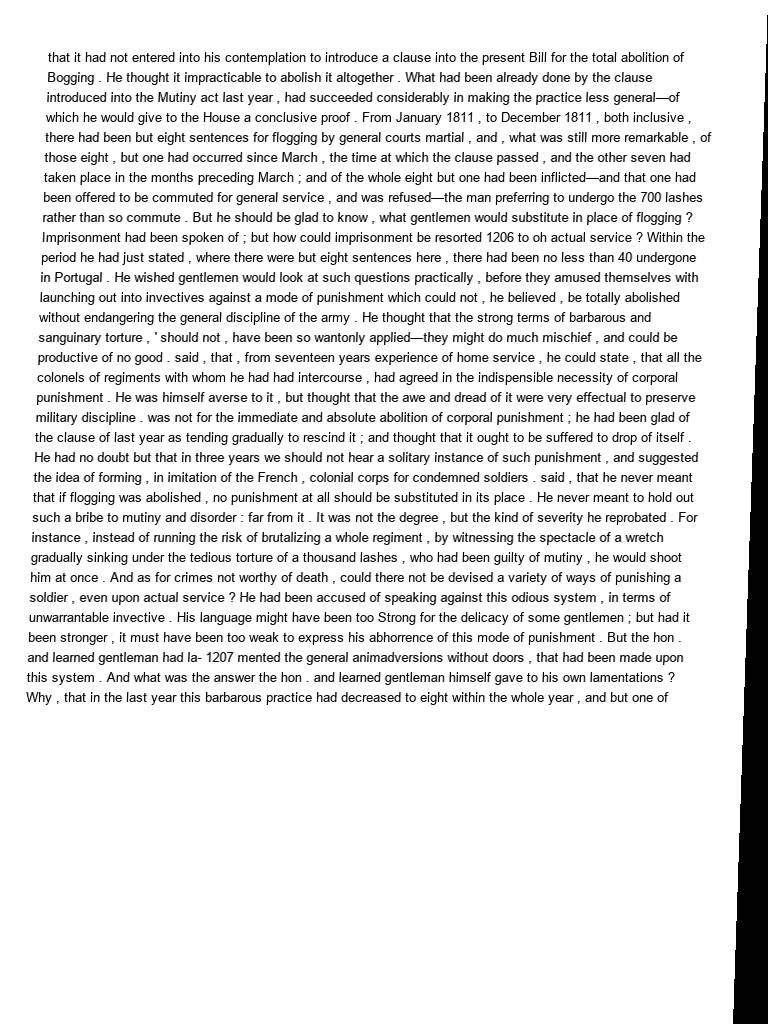 that it had not entered into his contemplation to introduce a clause into the present Bill for the total abolition of
Bogging . He thought it impracticable to abolish it altogether . What had been already done by the clause
introduced into the Mutiny act last year , had succeeded considerably in making the practice less general—of
which he would give to the House a conclusive proof . From January 1811 , to December 1811 , both inclusive ,
there had been but eight sentences for flogging by general courts martial , and , what was still more remarkable , of
those eight , but one had occurred since March , the time at which the clause passed , and the other seven had
taken place in the months preceding March ; and of the whole eight but one had been inflicted—and that one had
been offered to be commuted for general service , and was refused—the man preferring to undergo the 700 lashes
rather than so commute . But he should be glad to know , what gentlemen would substitute in place of flogging ?
Imprisonment had been spoken of ; but how could imprisonment be resorted 1206 to oh actual service ? Within the
period he had just stated , where there were but eight sentences here , there had been no less than 40 undergone
in Portugal . He wished gentlemen would look at such questions practically , before they amused themselves with
launching out into invectives against a mode of punishment which could not , he believed , be totally abolished
without endangering the general discipline of the army . He thought that the strong terms of barbarous and
sanguinary torture , ' should not , have been so wantonly applied—they might do much mischief , and could be
productive of no good . said , that , from seventeen years experience of home service , he could state , that all the
colonels of regiments with whom he had had intercourse , had agreed in the indispensible necessity of corporal
punishment . He was himself averse to it , but thought that the awe and dread of it were very effectual to preserve
military discipline . was not for the immediate and absolute abolition of corporal punishment ; he had been glad of
the clause of last year as tending gradually to rescind it ; and thought that it ought to be suffered to drop of itself .
He had no doubt but that in three years we should not hear a solitary instance of such punishment , and suggested
the idea of forming , in imitation of the French , colonial corps for condemned soldiers . said , that he never meant
that if flogging was abolished , no punishment at all should be substituted in its place . He never meant to hold out
such a bribe to mutiny and disorder : far from it . It was not the degree , but the kind of severity he reprobated . For
instance , instead of running the risk of brutalizing a whole regiment , by witnessing the spectacle of a wretch
gradually sinking under the tedious torture of a thousand lashes , who had been guilty of mutiny , he would shoot
him at once . And as for crimes not worthy of death , could there not be devised a variety of ways of punishing a
soldier , even upon actual service ? He had been accused of speaking against this odious system , in terms of
unwarrantable invective . His language might have been too Strong for the delicacy of some gentlemen ; but had it
been stronger , it must have been too weak to express his abhorrence of this mode of punishment . But the hon .
and learned gentleman had la- 1207 mented the general animadversions without doors , that had been made upon
this system . And what was the answer the hon . and learned gentleman himself gave to his own lamentations ?
Why , that in the last year this barbarous practice had decreased to eight within the whole year , and but one of